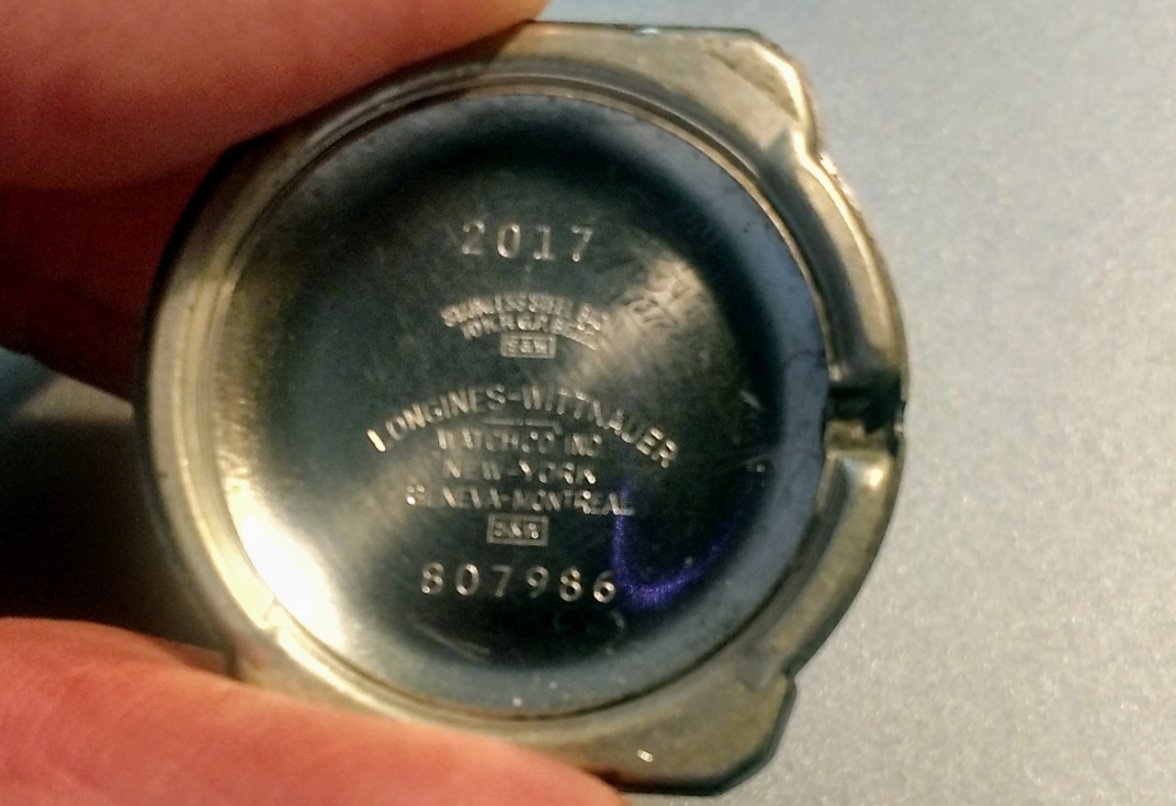 2017
STAINLESS STEEL BACK
10K R.G.P. BEZEL
S&W
LONGINES-WITTNAUER
WATCH CO INC
NEW-YORK
GENEVA-MONTREAL
S&W
807986